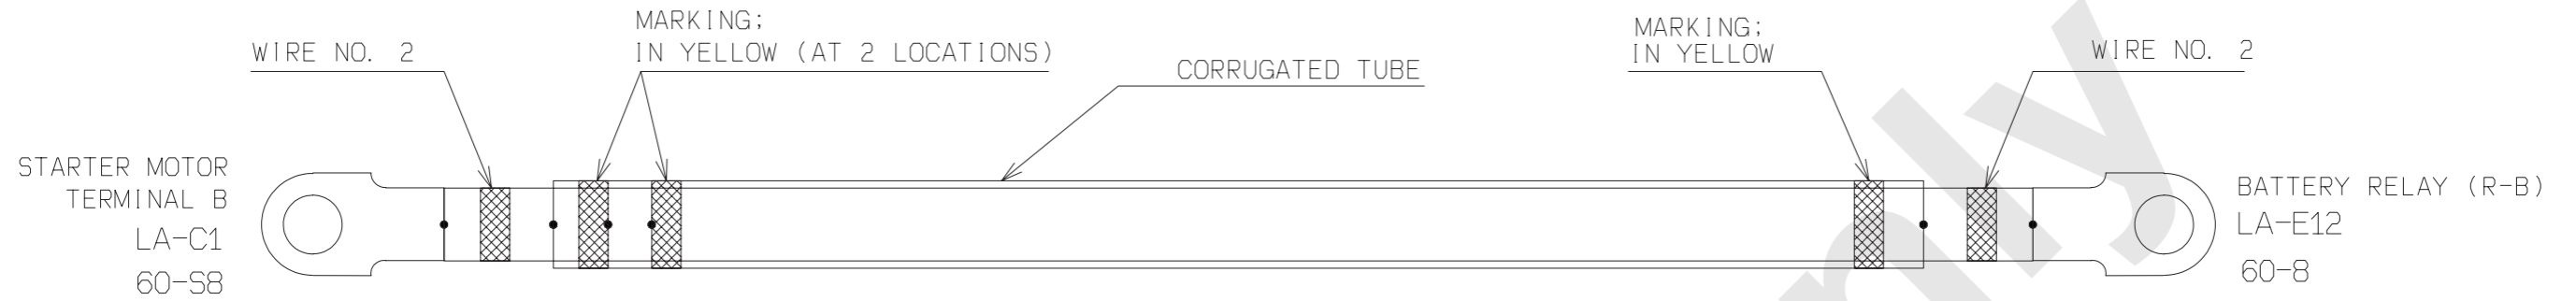 MARKING;
IN YELLOW (AT 2 LOCATIONS)
WIRE NO. 2
CORRUGATED TUBE
MARKING;
IN YELLOW
WIRE NO. 2
STARTER MOTOR
TERMINAL B
LA-C1
60-S8
BATTERY RELAY (R-B)
LA-E12
60-8
nly